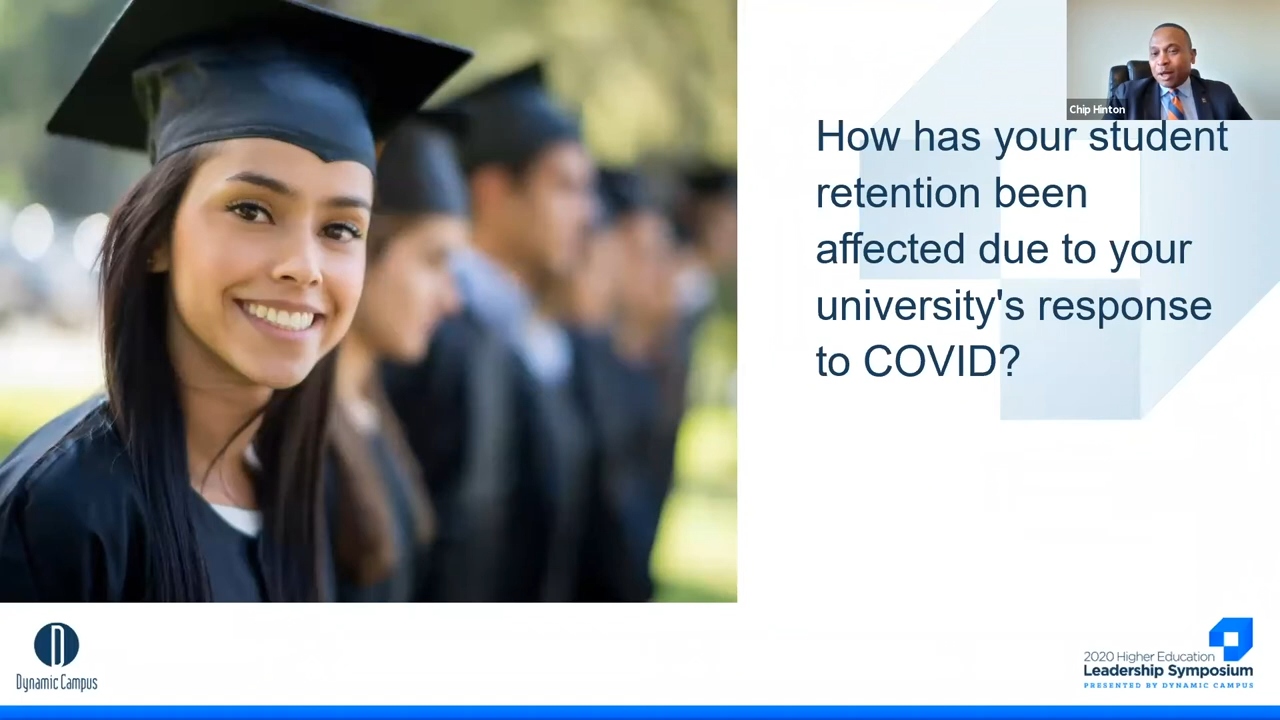 Chip Hinton
How has your student
retention been
affected due to your
university's response
to COVID?
D
Dynamic Campus
2020 Higher Education
Leadership Symposium
PRESENTED BY DYNAMIC CAMPUS